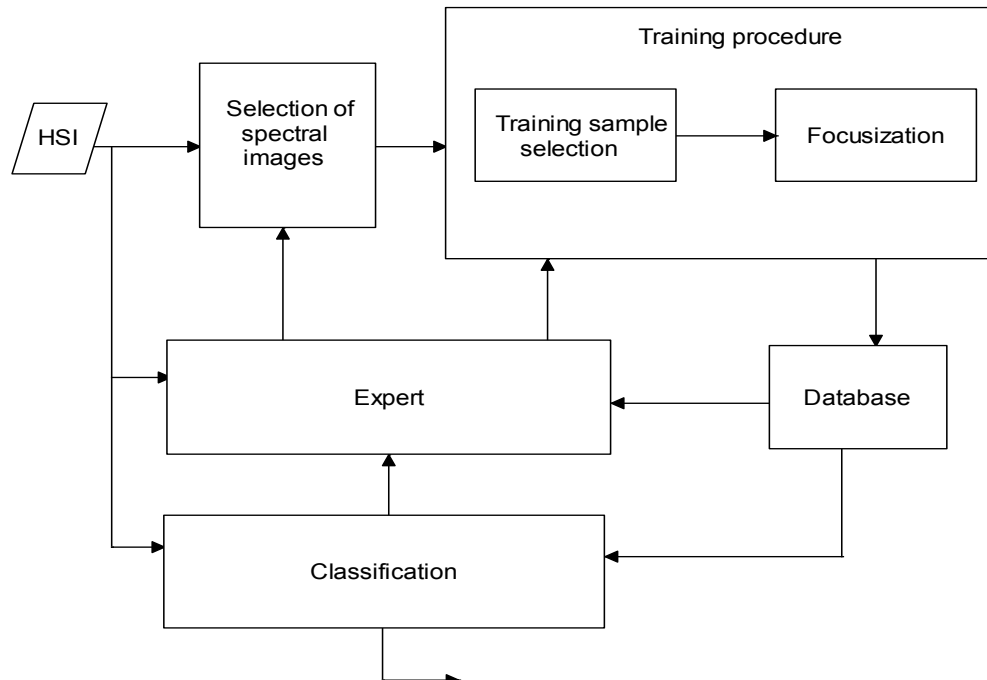 Training procedure
HSI
Selection of
spectral
images
Training sample
selection
Focusization
Expert
Database
Classification